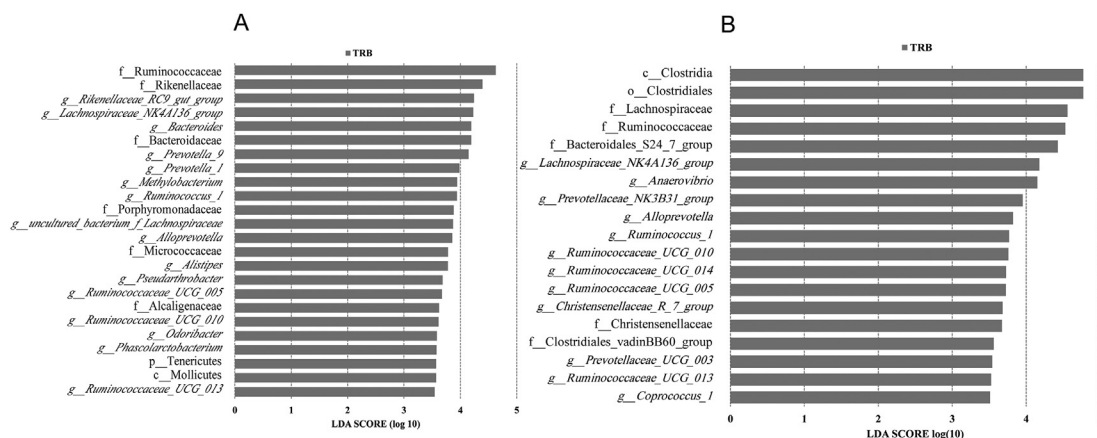 A
TRB
f__Ruminococcaceae
f__Rikenellaceae
g__Rikenellaceae_RC9_gut_group
g__Lachnospiraceae_NK4A136_group
g__Bacteroides
f__Bacteroidaceae
g__Prevotella_9
g__Prevotella_1
g__Methylobacterium
g__Ruminococcus_1
f__Porphyromonadaceae
g__uncultured_bacterium_f_Lachnospiraceae
g__Alloprevotella
f__Micrococcaceae
g__Alistipes
g__Pseudarthrobacter
g__Ruminococcaceae_UCG_005
f__Alcaligenaceae
g__Ruminococcaceae_UCG_010
g__Odoribacter
g__Phascolarctobacterium
p__Tenericutes
c__Mollicutes
g__Ruminococcaceae_UCG_013
0 1 2 3 4 5
LDA SCORE (log 10)
B
TRB
c__Clostridia
o__Clostridiales
f__Lachnospiraceae
f__Ruminococcaceae
f__Bacteroidales_S24_7_group
g__Lachnospiraceae_NK4A136_group
g__Anaerovibrio
g__Prevotellaceae_NK3B31_group
g__Alloprevotella
g__Ruminococcus_1
g__Ruminococcaceae_UCG_010
g__Ruminococcaceae_UCG_014
g__Ruminococcaceae_UCG_005
g__Christensenellaceae_R_7_group
f__Christensenellaceae
f__Clostridiales_vadinBB60_group
g__Prevotellaceae_UCG_003
g__Ruminococcaceae_UCG_013
g__Coprococcus_1
0 1 2 3 4
LDA SCORE log(10)